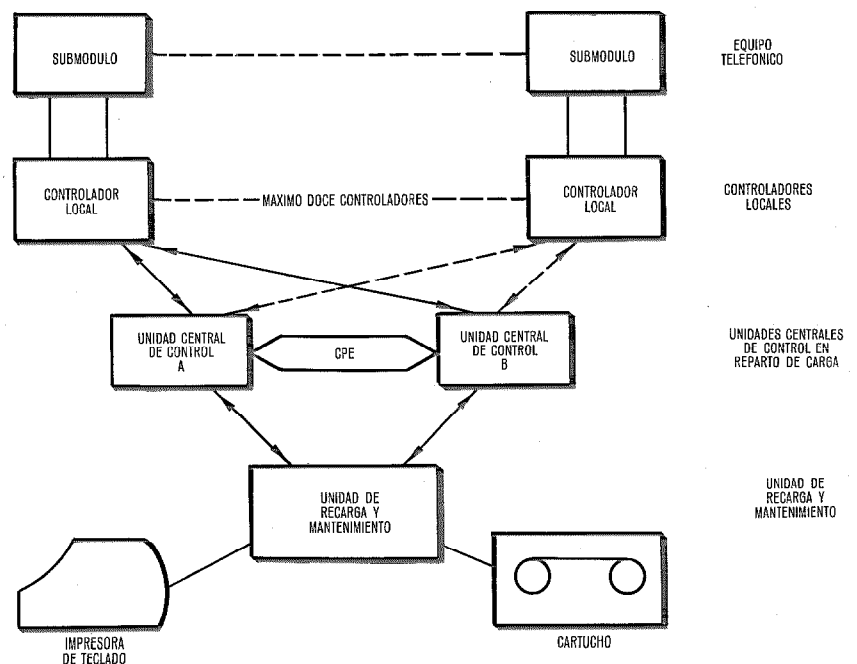 SUBMODULO
SUBMODULO
EQUIPO
TELEFONICO
CONTROLADOR
LOCAL
MAXIMO DOCE CONTROLADORES
CONTROLADOR
LOCAL
CONTROLADORES
LOCALES
UNIDAD CENTRAL
DE CONTROL
A
CPE
UNIDAD CENTRAL
DE CONTROL
B
UNIDADES CENTRALES
DE CONTROL EN
REPARTO DE CARGA
UNIDAD DE
RECARGA Y
MANTENIMIENTO
UNIDAD DE
RECARGA Y
MANTENIMIENTO
IMPRESORA
DE TECLADO
CARTUCHO